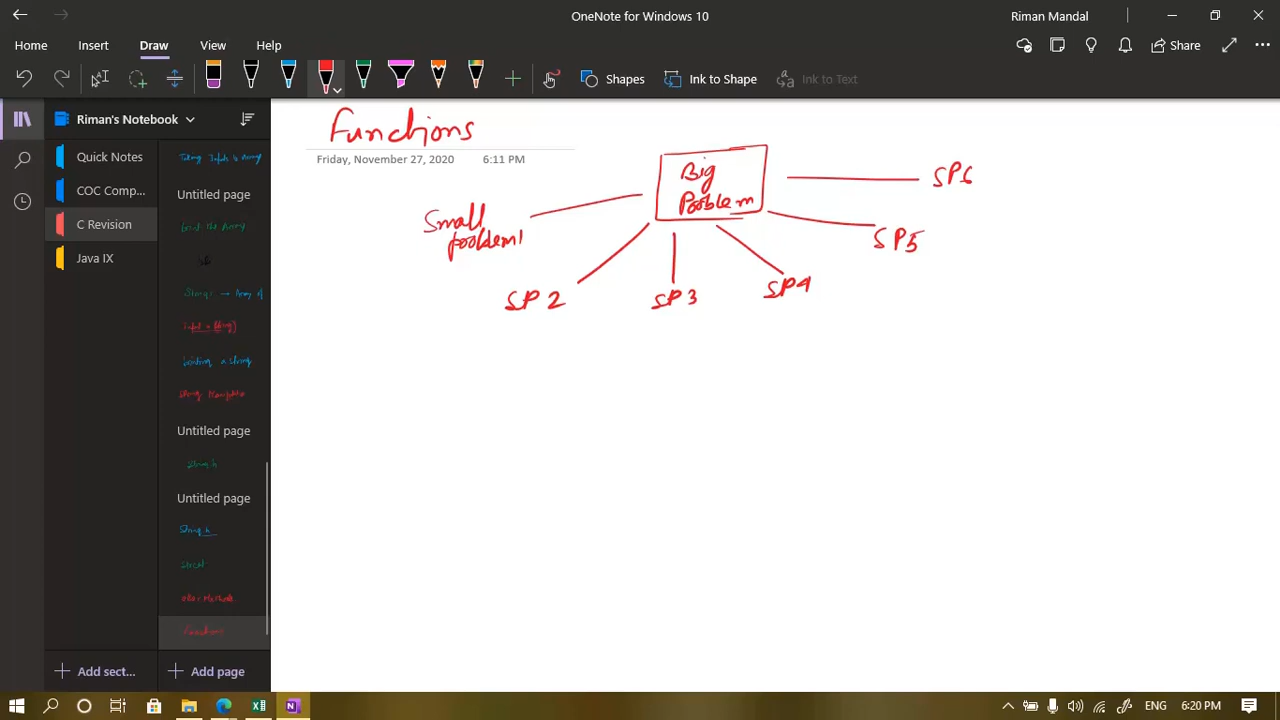 OneNote for Windows 10
Riman Mandal
Home
Insert
Draw
View
Help
Share
Shapes
Ink to Shape
Ink to Text
Riman's Notebook
Quick Notes
COC Comp...
C Revision
Java IX
Untitled page
Untitled page
Untitled page
Functions
Add sect...
Add page
Functions
Friday, November 27, 2020
6:11 PM
Big
Problem
Small
problem1
SP 2
SP 3
SP4
SP5
SP6
ENG
6:20 PM